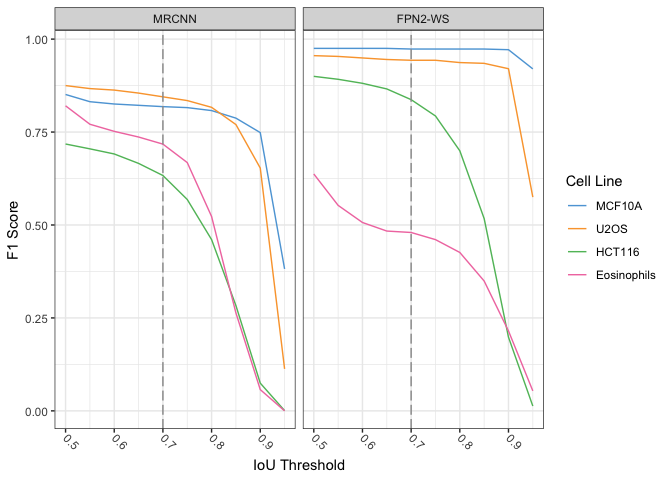 MRCNN
FPN2-WS
1.00
0.75
0.50
0.25
0.00
F1 Score
0.5
0.6
0.7
0.8
0.9
0.5
0.6
0.7
0.8
0.9
IoU Threshold
Cell Line
MCF10A
U2OS
HCT116
Eosinophils